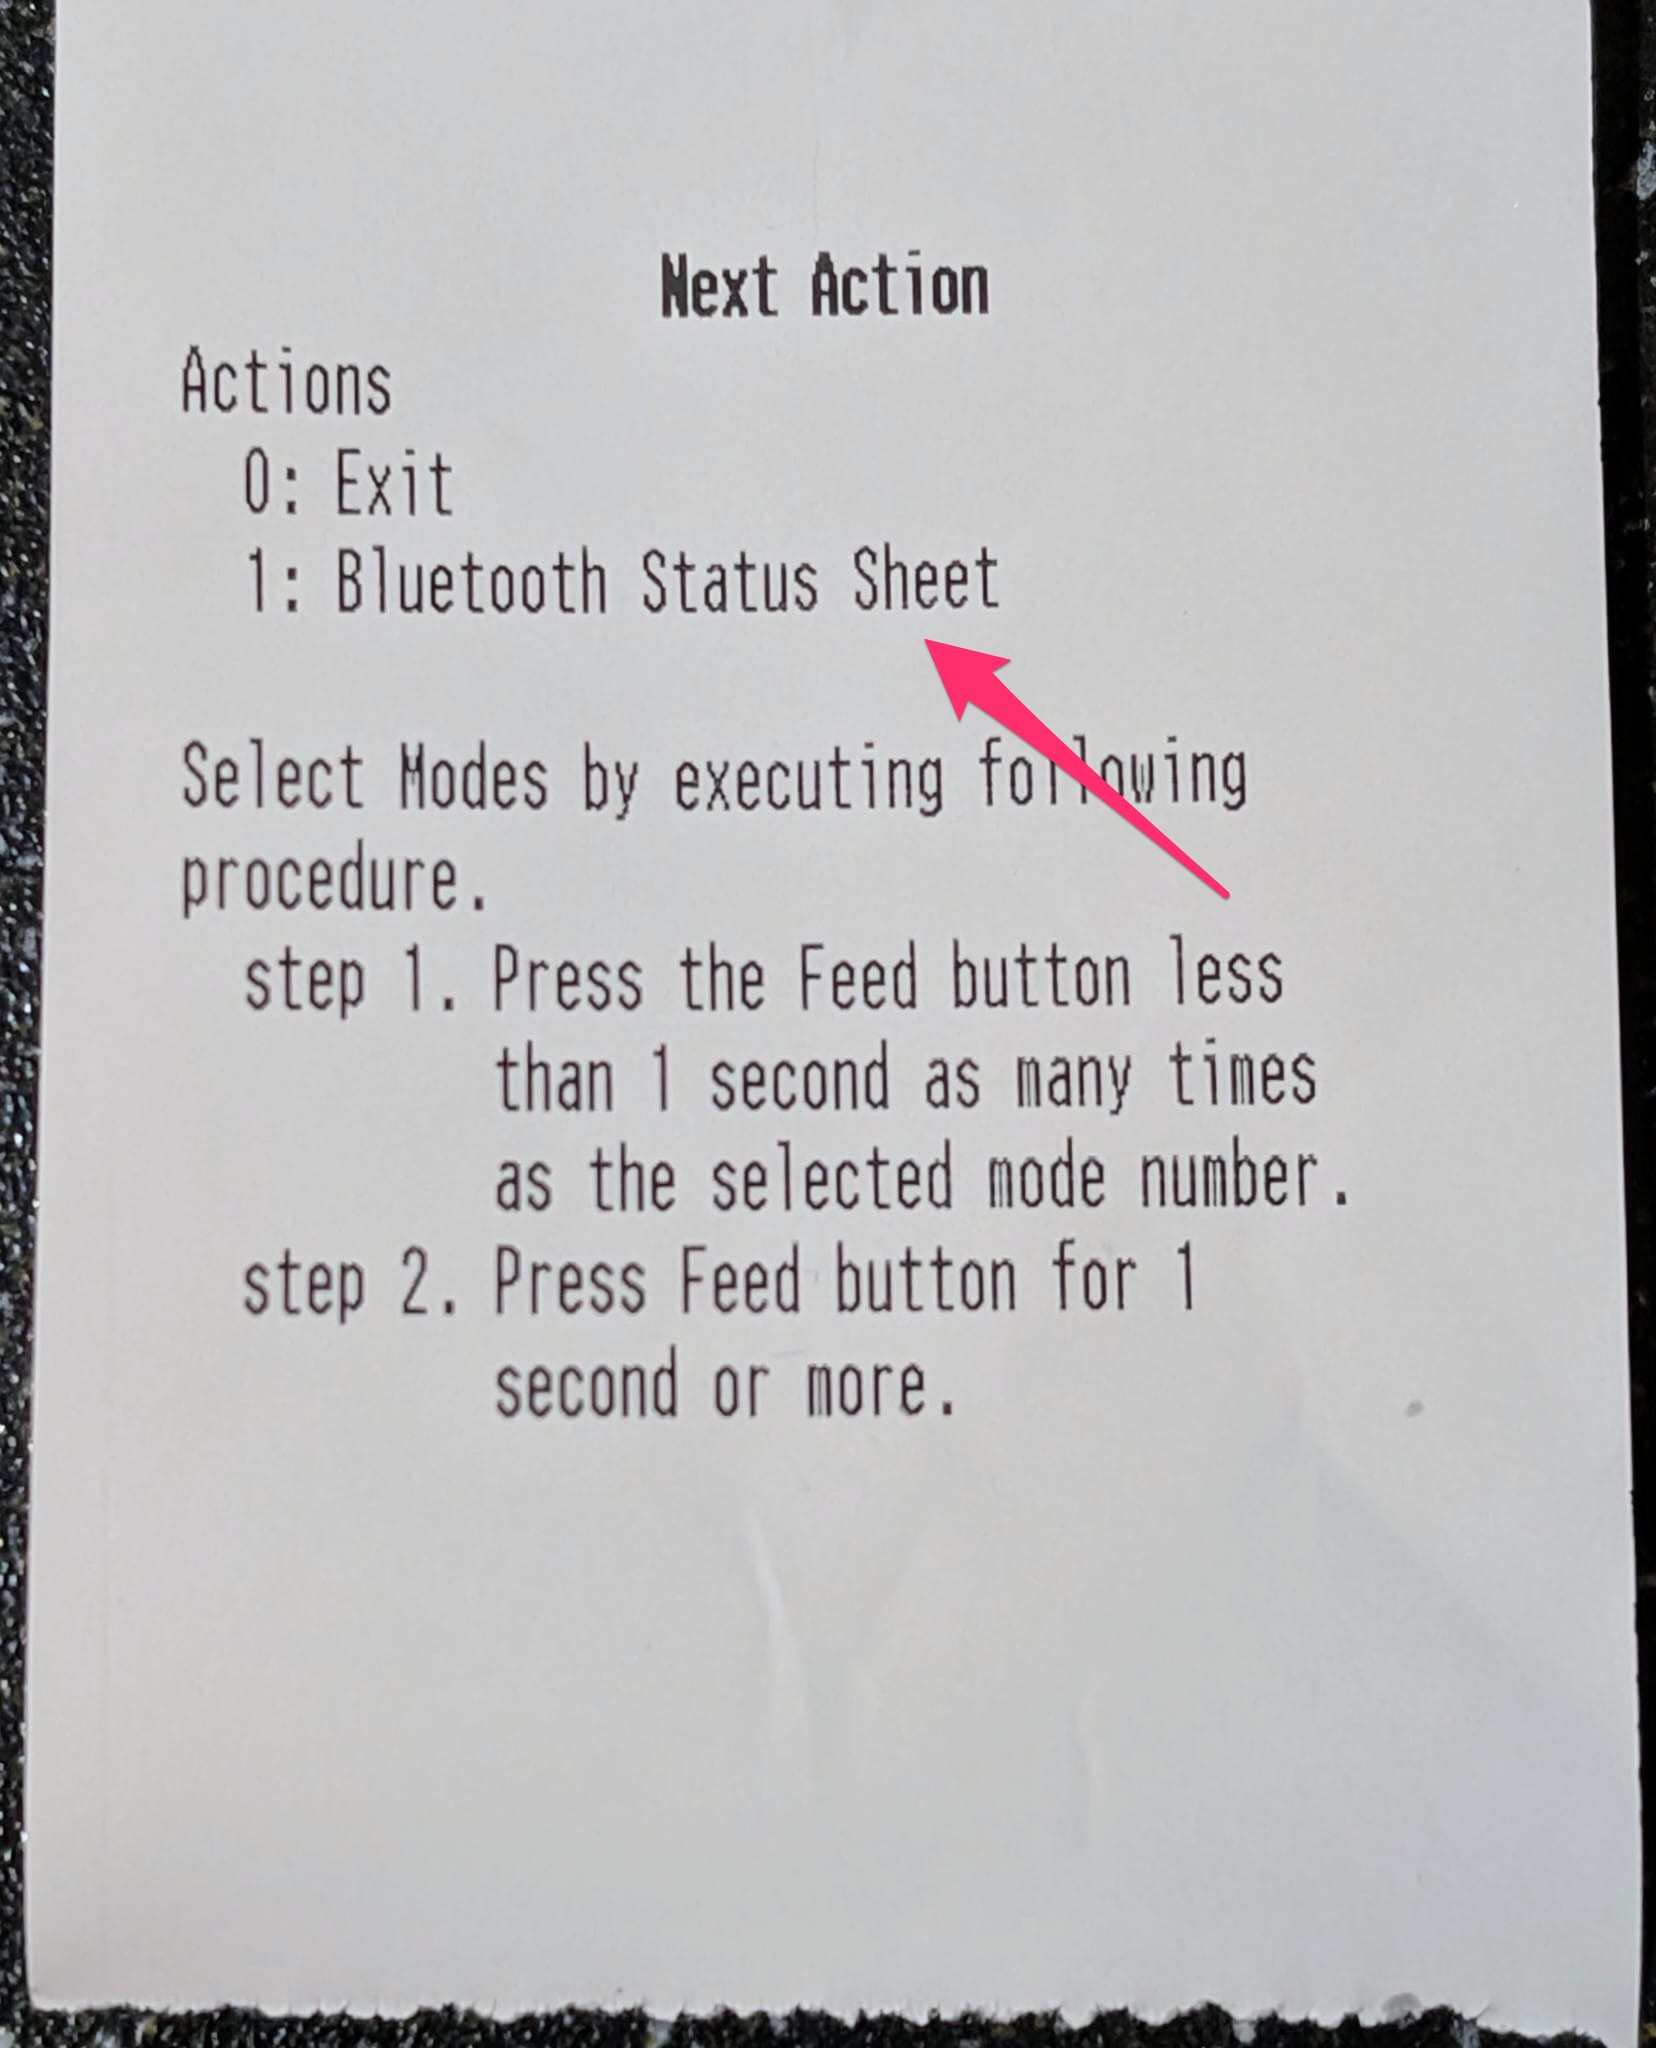 Next Action
Actions
0: Exit
1: Bluetooth Status Sheet
Select Modes by executing following
procedure.
step 1. Press the Feed button less
than 1 second as many times
as the selected mode number.
step 2. Press Feed button for 1
second or more.